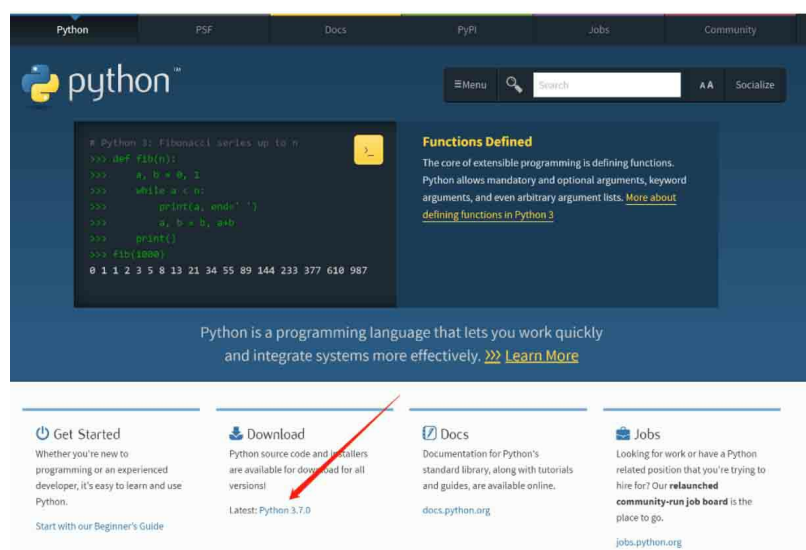 Python PSF Docs PyPI Jobs Community
python™
≡Menu Search A A Socialize
# Python 3: Fibonacci series up to n
>>> def fib(n):
>>> a, b = 0, 1
>>> while a < n:
>>> print(a, end=' ')
>>> a, b = b, a+b
>>> print()
>>> fib(1000)
0 1 1 2 3 5 8 13 21 34 55 89 144 233 377 610 987
>_
Functions Defined
The core of extensible programming is defining functions.
Python allows mandatory and optional arguments, keyword
arguments, and even arbitrary argument lists. More about
defining functions in Python 3
Python is a programming language that lets you work quickly
and integrate systems more effectively. >>> Learn More
Get Started
Whether you're new to
programming or an experienced
developer, it's easy to learn and use
Python.
Start with our Beginner's Guide
Download
Python source code and installers
are available for download for all
versions!
Latest: Python 3.7.0
Docs
Documentation for Python's
standard library, along with tutorials
and guides, are available online.
docs.python.org
Jobs
Looking for work or have a Python
related position that you're trying to
hire for? Our relaunched
community-run job board is the
place to go.
jobs.python.org